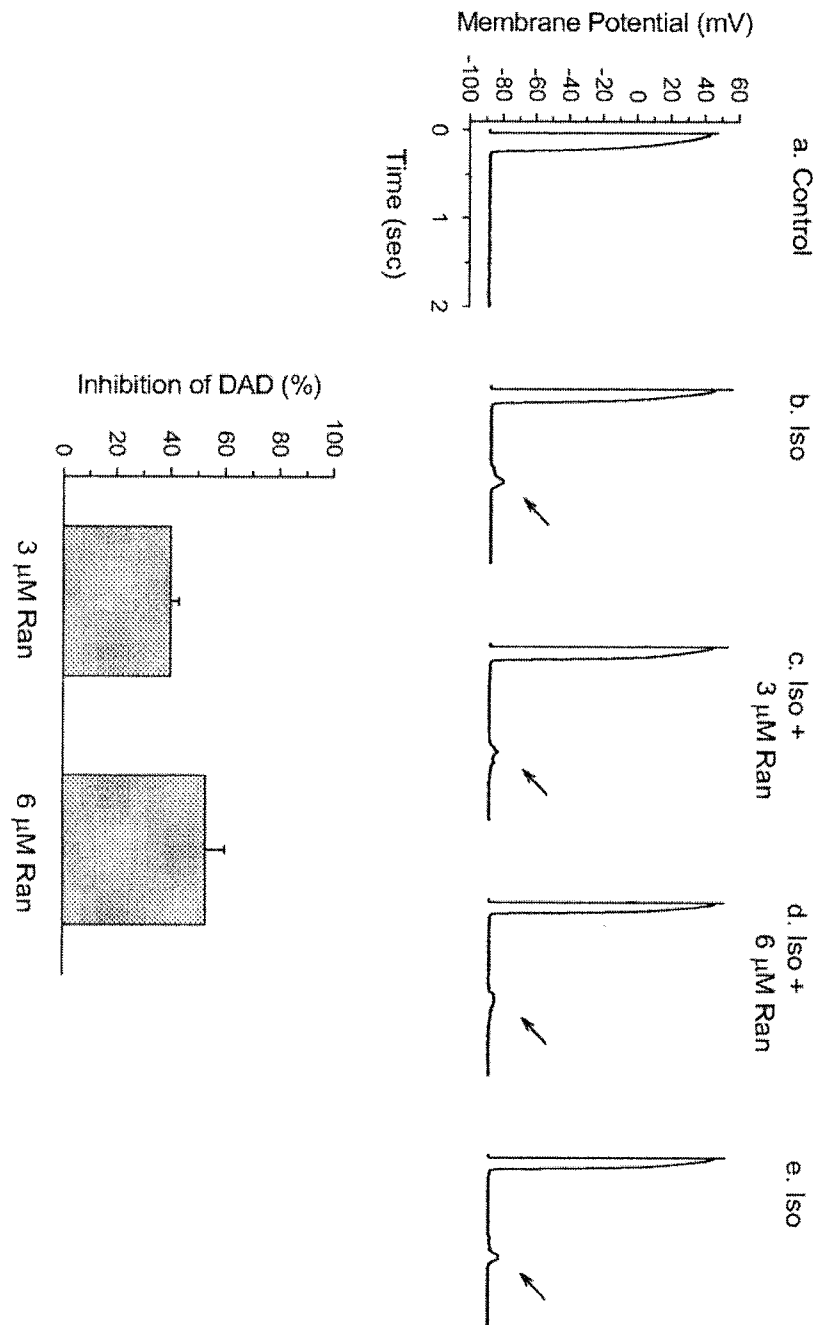 a. Control
b. Iso
c. Iso +
3 μM Ran
d. Iso +
6 μM Ran
e. Iso
Membrane Potential (mV)
60
40
20
0
-20
-40
-60
-80
-100
0
1
2
Time (sec)
Inhibition of DAD (%)
100
80
60
40
20
0
3 μM Ran
6 μM Ran